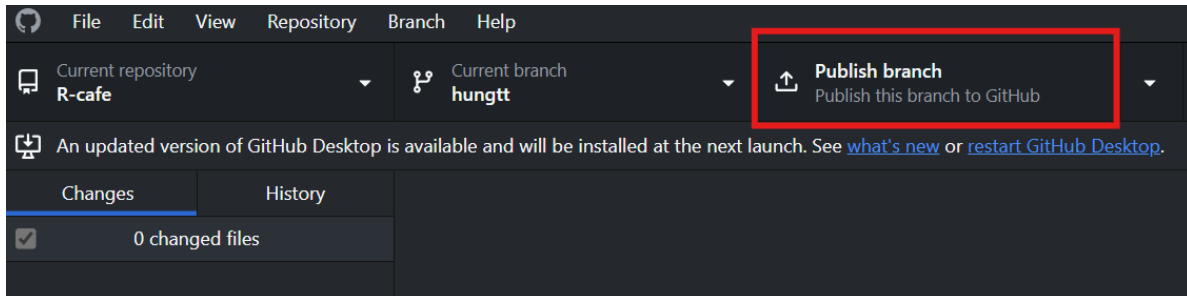 File Edit View Repository Branch Help
Current repository
R-cafe
Current branch
hungtt
Publish branch
Publish this branch to GitHub
An updated version of GitHub Desktop is available and will be installed at the next launch. See what's new or restart GitHub Desktop.
Changes History
0 changed files